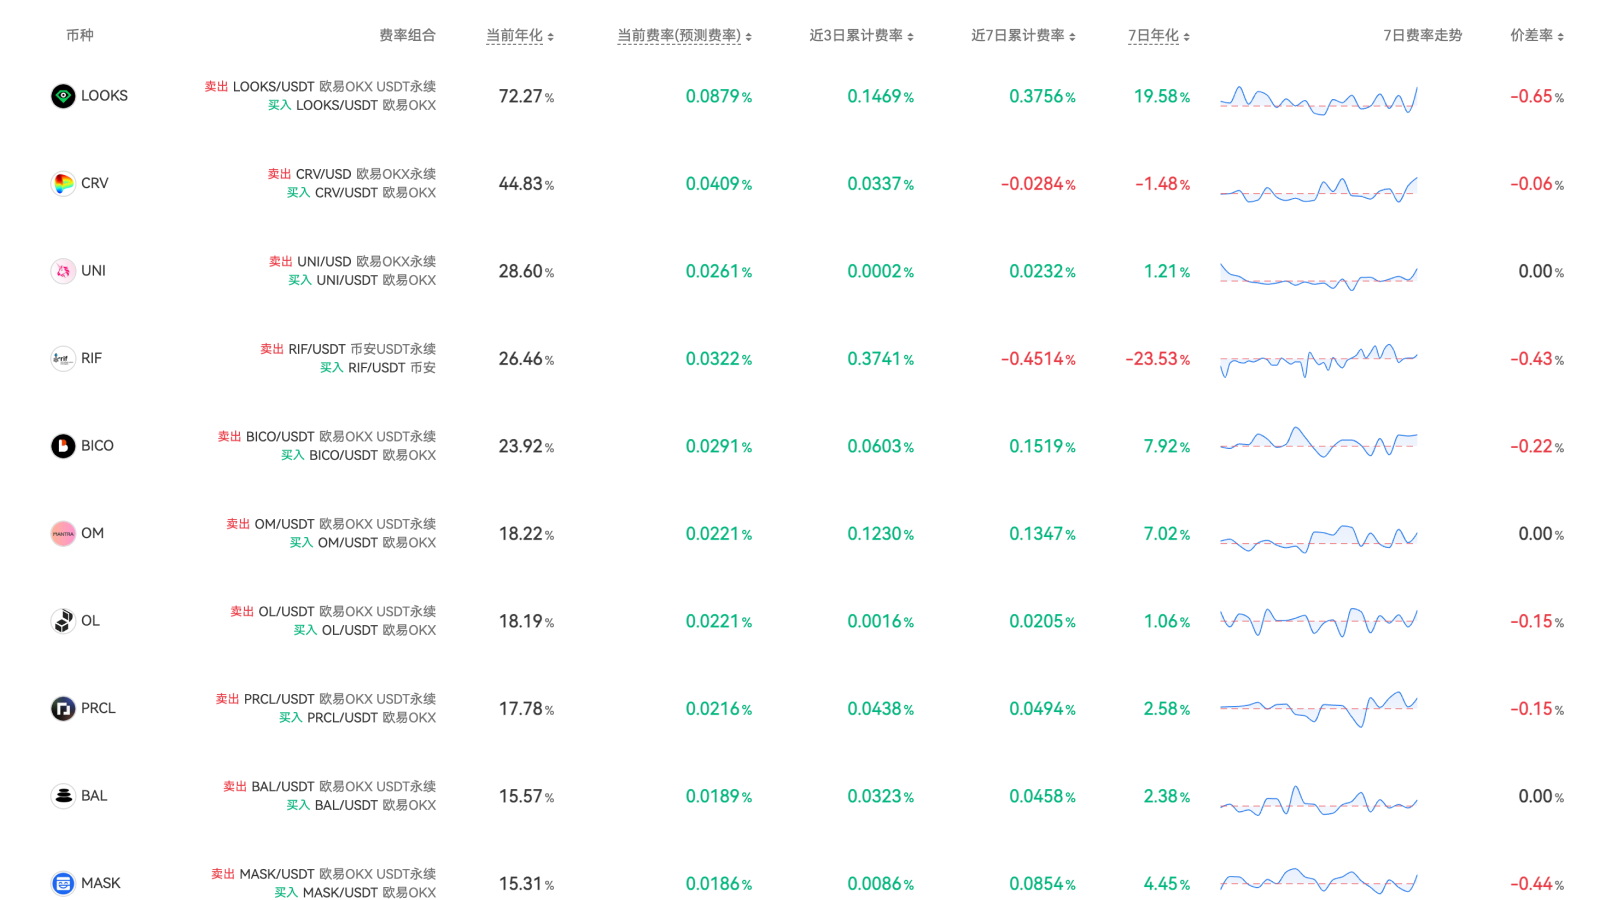 币种 费率组合 当前年化 当前费率(预测费率) 近3日累计费率 近7日累计费率 7日年化 7日费率走势 价差率
卖出 LOOKS/USDT 欧易OKX USDT永续
LOOKS 72.27% 0.0879% 0.1469% 0.3756% 19.58% -0.65%
买入 LOOKS/USDT 欧易OKX
卖出 CRV/USD 欧易OKX永续
CRV 44.83% 0.0409% 0.0337% -0.0284% -1.48% -0.06%
买入 CRV/USDT 欧易OKX
卖出 UNI/USD 欧易OKX永续
UNI 28.60% 0.0261% 0.0002% 0.0232% 1.21% 0.00%
买入 UNI/USDT 欧易OKX
卖出 RIF/USDT 币安USDT永续
rif RIF 26.46% 0.0322% 0.3741% -0.4514% -23.53% -0.43%
买入 RIF/USDT 币安
卖出 BICO/USDT 欧易OKX USDT永续
BICO 23.92% 0.0291% 0.0603% 0.1519% 7.92% -0.22%
买入 BICO/USDT 欧易OKX
卖出 OM/USDT 欧易OKX USDT永续
MANTRA OM 18.22% 0.0221% 0.1230% 0.1347% 7.02% 0.00%
买入 OM/USDT 欧易OKX
卖出 OL/USDT 欧易OKX USDT永续
OL 18.19% 0.0221% 0.0016% 0.0205% 1.06% -0.15%
买入 OL/USDT 欧易OKX
卖出 PRCL/USDT 欧易OKX USDT永续
PRCL 17.78% 0.0216% 0.0438% 0.0494% 2.58% -0.15%
买入 PRCL/USDT 欧易OKX
卖出 BAL/USDT 欧易OKX USDT永续
BAL 15.57% 0.0189% 0.0323% 0.0458% 2.38% 0.00%
买入 BAL/USDT 欧易OKX
卖出 MASK/USDT 欧易OKX USDT永续
MASK 15.31% 0.0186% 0.0086% 0.0854% 4.45% -0.44%
买入 MASK/USDT 欧易OKX